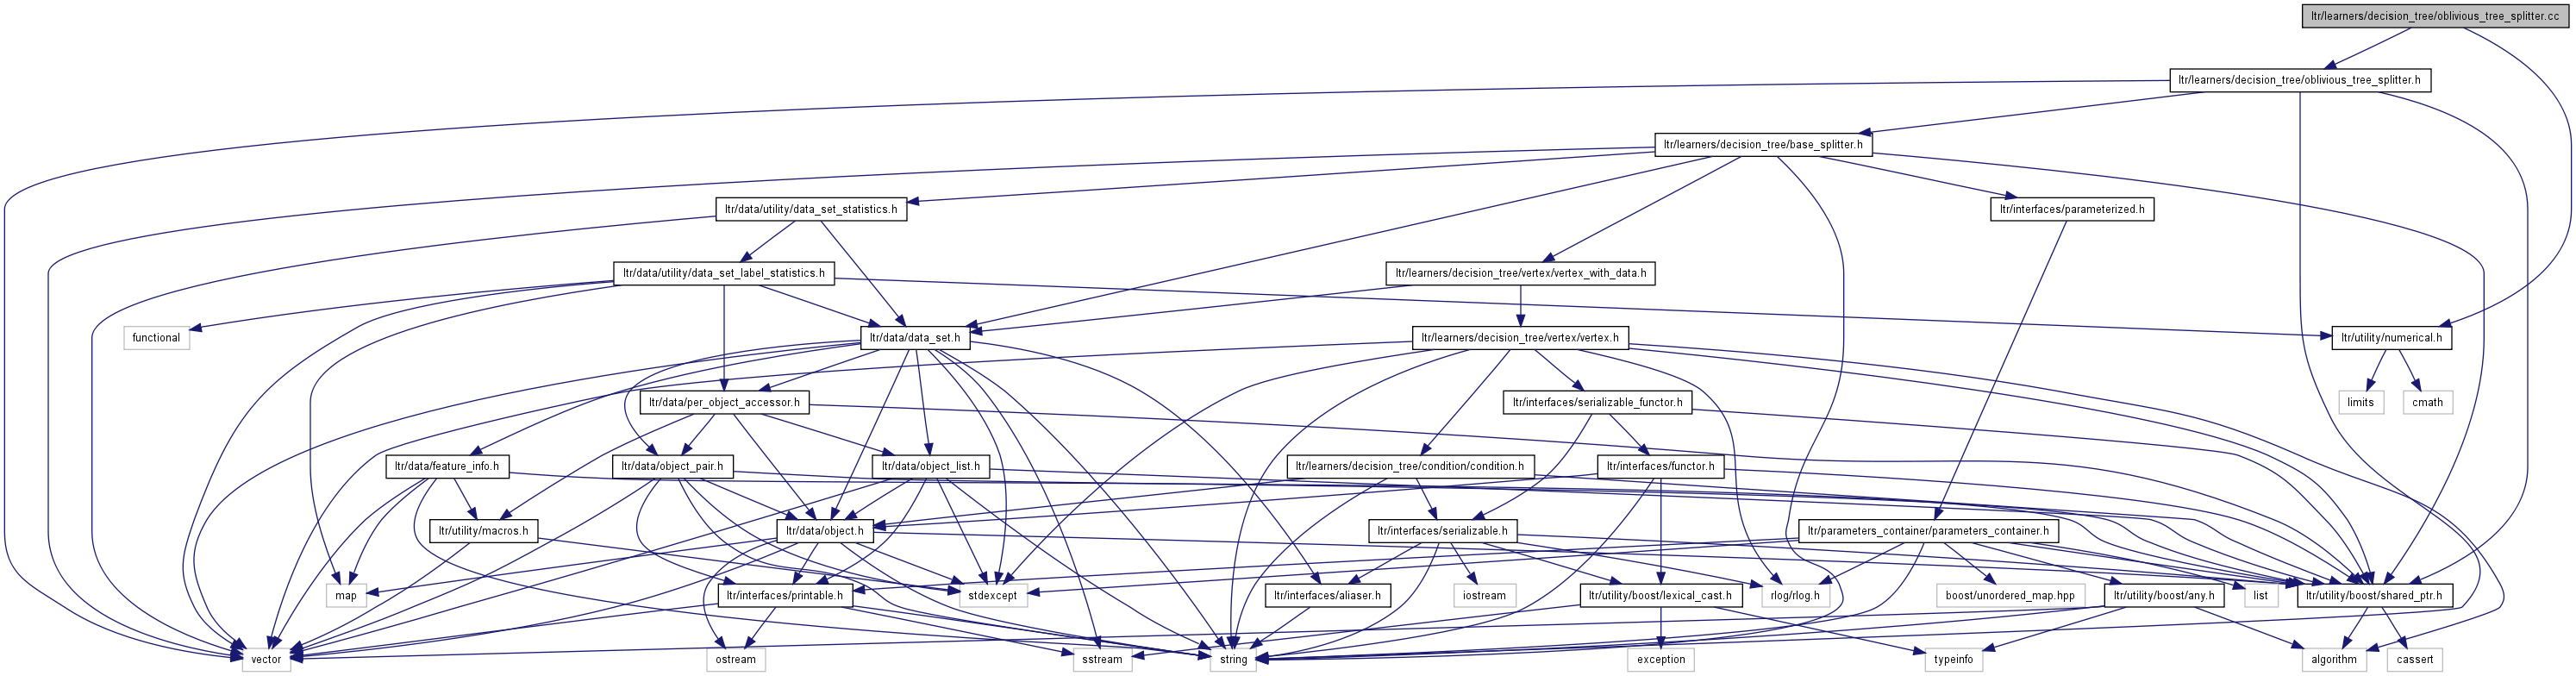 ltr/learners/decision_tree/oblivious_tree_splitter.cc
ltr/learners/decision_tree/oblivious_tree_splitter.h
ltr/learners/decision_tree/base_splitter.h
ltr/data/utility/data_set_statistics.h
ltr/interfaces/parameterized.h
ltr/data/utility/data_set_label_statistics.h
ltr/learners/decision_tree/vertex/vertex_with_data.h
functional
ltr/data/data_set.h
ltr/learners/decision_tree/vertex/vertex.h
ltr/utility/numerical.h
ltr/data/per_object_accessor.h
ltr/interfaces/serializable_functor.h
limits
cmath
ltr/data/feature_info.h
ltr/data/object_pair.h
ltr/data/object_list.h
ltr/learners/decision_tree/condition/condition.h
ltr/interfaces/functor.h
ltr/utility/macros.h
ltr/data/object.h
ltr/interfaces/serializable.h
ltr/parameters_container/parameters_container.h
map
ltr/interfaces/printable.h
stdexcept
ltr/interfaces/aliaser.h
iostream
ltr/utility/boost/lexical_cast.h
rlog/rlog.h
boost/unordered_map.hpp
ltr/utility/boost/any.h
list
ltr/utility/boost/shared_ptr.h
vector
ostream
sstream
string
exception
typeinfo
algorithm
cassert